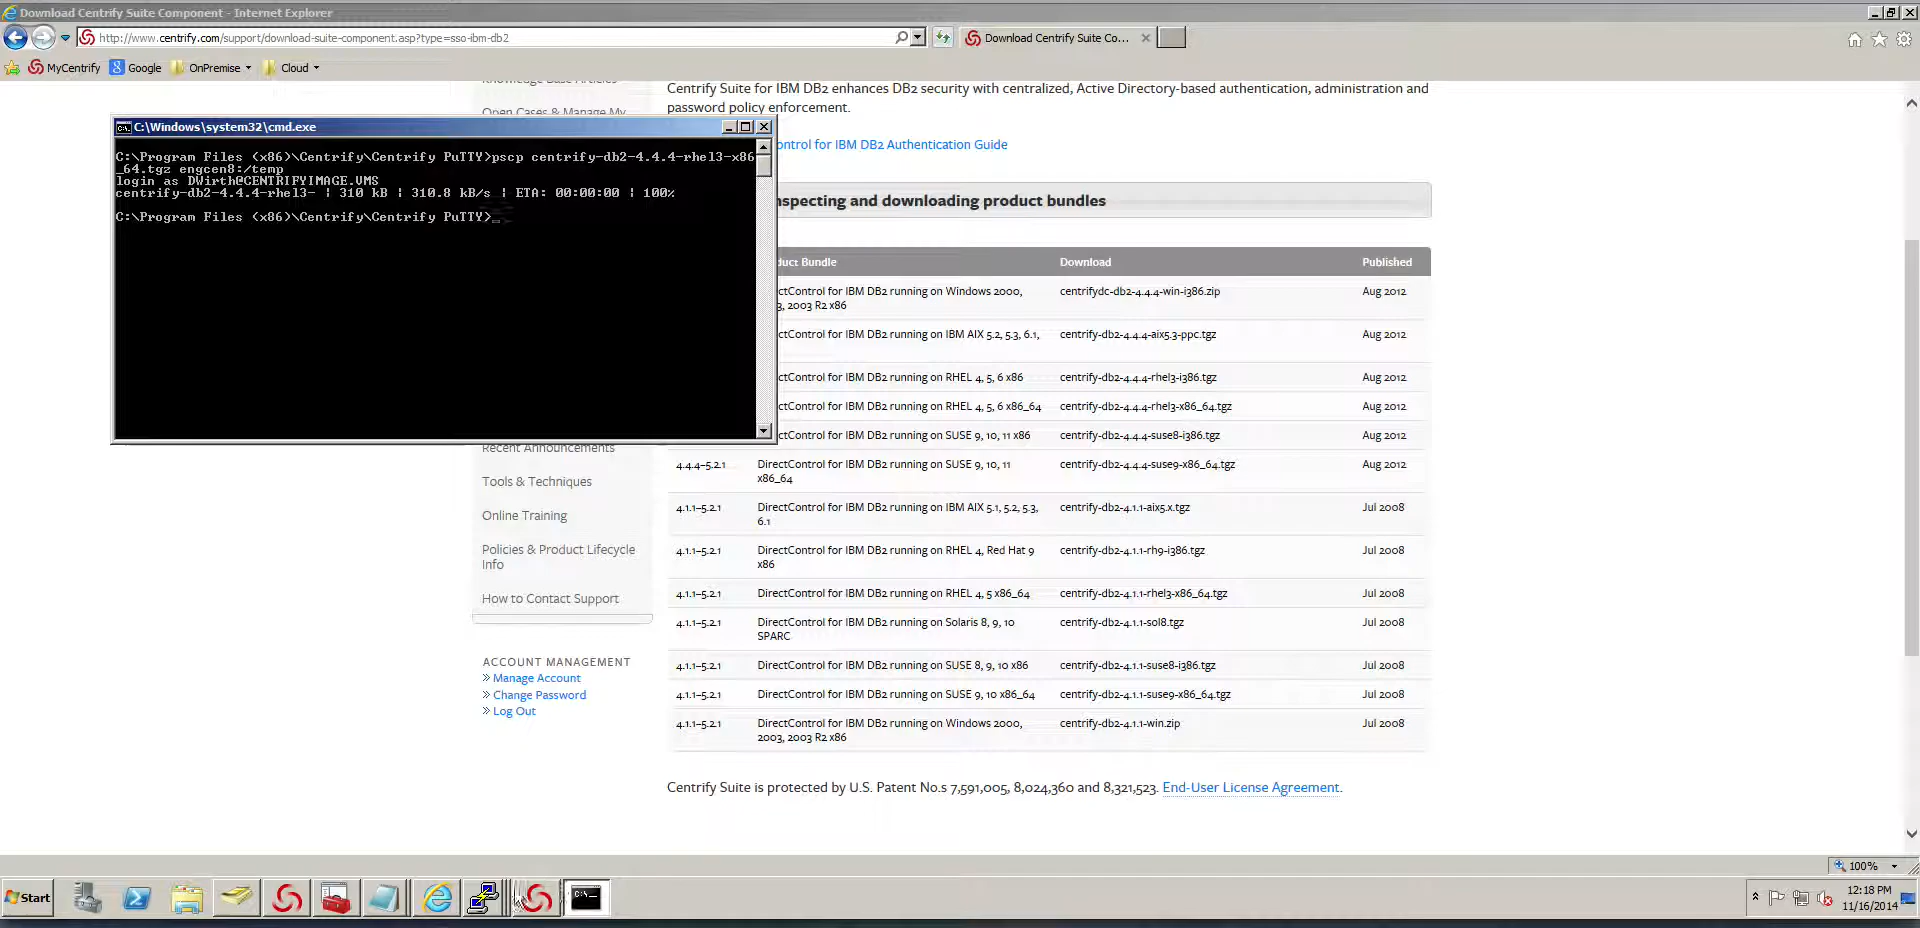 Download Centrify Suite Component - Internet Explorer
http://www.centrify.com/support/download-suite-component.asp?type=sso-ibm-db2
Download Centrify Suite Co...
MyCentrify
Google
OnPremise
Cloud
Knowledge Base Articles
Open Cases & Manage My
Centrify Suite for IBM DB2 enhances DB2 security with centralized, Active Directory-based authentication, administration and
password policy enforcement.
ontrol for IBM DB2 Authentication Guide
C:\Windows\system32\cmd.exe
C:\Program Files (x86)\Centrify\Centrify PuTTY>pscp centrify-db2-4.4.4-rhel3-x86
_64.tgz engcen8:/temp
login as DWirth@CENTRIFYIMAGE.VMS
centrify-db2-4.4.4-rhel3- | 310 kB | 310.8 kB/s | ETA: 00:00:00 | 100%
C:\Program Files (x86)\Centrify\Centrify PuTTY>_
specting and downloading product bundles
duct Bundle Download Published
ctControl for IBM DB2 running on Windows 2000, centrifydc-db2-4.4.4-win-i386.zip Aug 2012
3, 2003 R2 x86
ctControl for IBM DB2 running on IBM AIX 5.2, 5.3, 6.1, centrify-db2-4.4.4-aix5.3-ppc.tgz Aug 2012
ctControl for IBM DB2 running on RHEL 4, 5, 6 x86 centrify-db2-4.4.4-rhel3-i386.tgz Aug 2012
ctControl for IBM DB2 running on RHEL 4, 5, 6 x86_64 centrify-db2-4.4.4-rhel3-x86_64.tgz Aug 2012
ctControl for IBM DB2 running on SUSE 9, 10, 11 x86 centrify-db2-4.4.4-suse8-i386.tgz Aug 2012
4.4.4–5.2.1 DirectControl for IBM DB2 running on SUSE 9, 10, 11 centrify-db2-4.4.4-suse9-x86_64.tgz Aug 2012
x86_64
4.1.1–5.2.1 DirectControl for IBM DB2 running on IBM AIX 5.1, 5.2, 5.3, centrify-db2-4.1.1-aix5.x.tgz Jul 2008
6.1
4.1.1–5.2.1 DirectControl for IBM DB2 running on RHEL 4, Red Hat 9 centrify-db2-4.1.1-rh9-i386.tgz Jul 2008
x86
4.1.1–5.2.1 DirectControl for IBM DB2 running on RHEL 4, 5 x86_64 centrify-db2-4.1.1-rhel3-x86_64.tgz Jul 2008
4.1.1–5.2.1 DirectControl for IBM DB2 running on Solaris 8, 9, 10 centrify-db2-4.1.1-sol8.tgz Jul 2008
SPARC
4.1.1–5.2.1 DirectControl for IBM DB2 running on SUSE 8, 9, 10 x86 centrify-db2-4.1.1-suse8-i386.tgz Jul 2008
4.1.1–5.2.1 DirectControl for IBM DB2 running on SUSE 9, 10 x86_64 centrify-db2-4.1.1-suse9-x86_64.tgz Jul 2008
4.1.1–5.2.1 DirectControl for IBM DB2 running on Windows 2000, centrify-db2-4.1.1-win.zip Jul 2008
2003, 2003 R2 x86
Centrify Suite is protected by U.S. Patent No.s 7,591,005, 8,024,360 and 8,321,523. End-User License Agreement.
Recent Announcements
Tools & Techniques
Online Training
Policies & Product Lifecycle
Info
How to Contact Support
ACCOUNT MANAGEMENT
» Manage Account
» Change Password
» Log Out
100%
Start
12:18 PM
11/16/2014